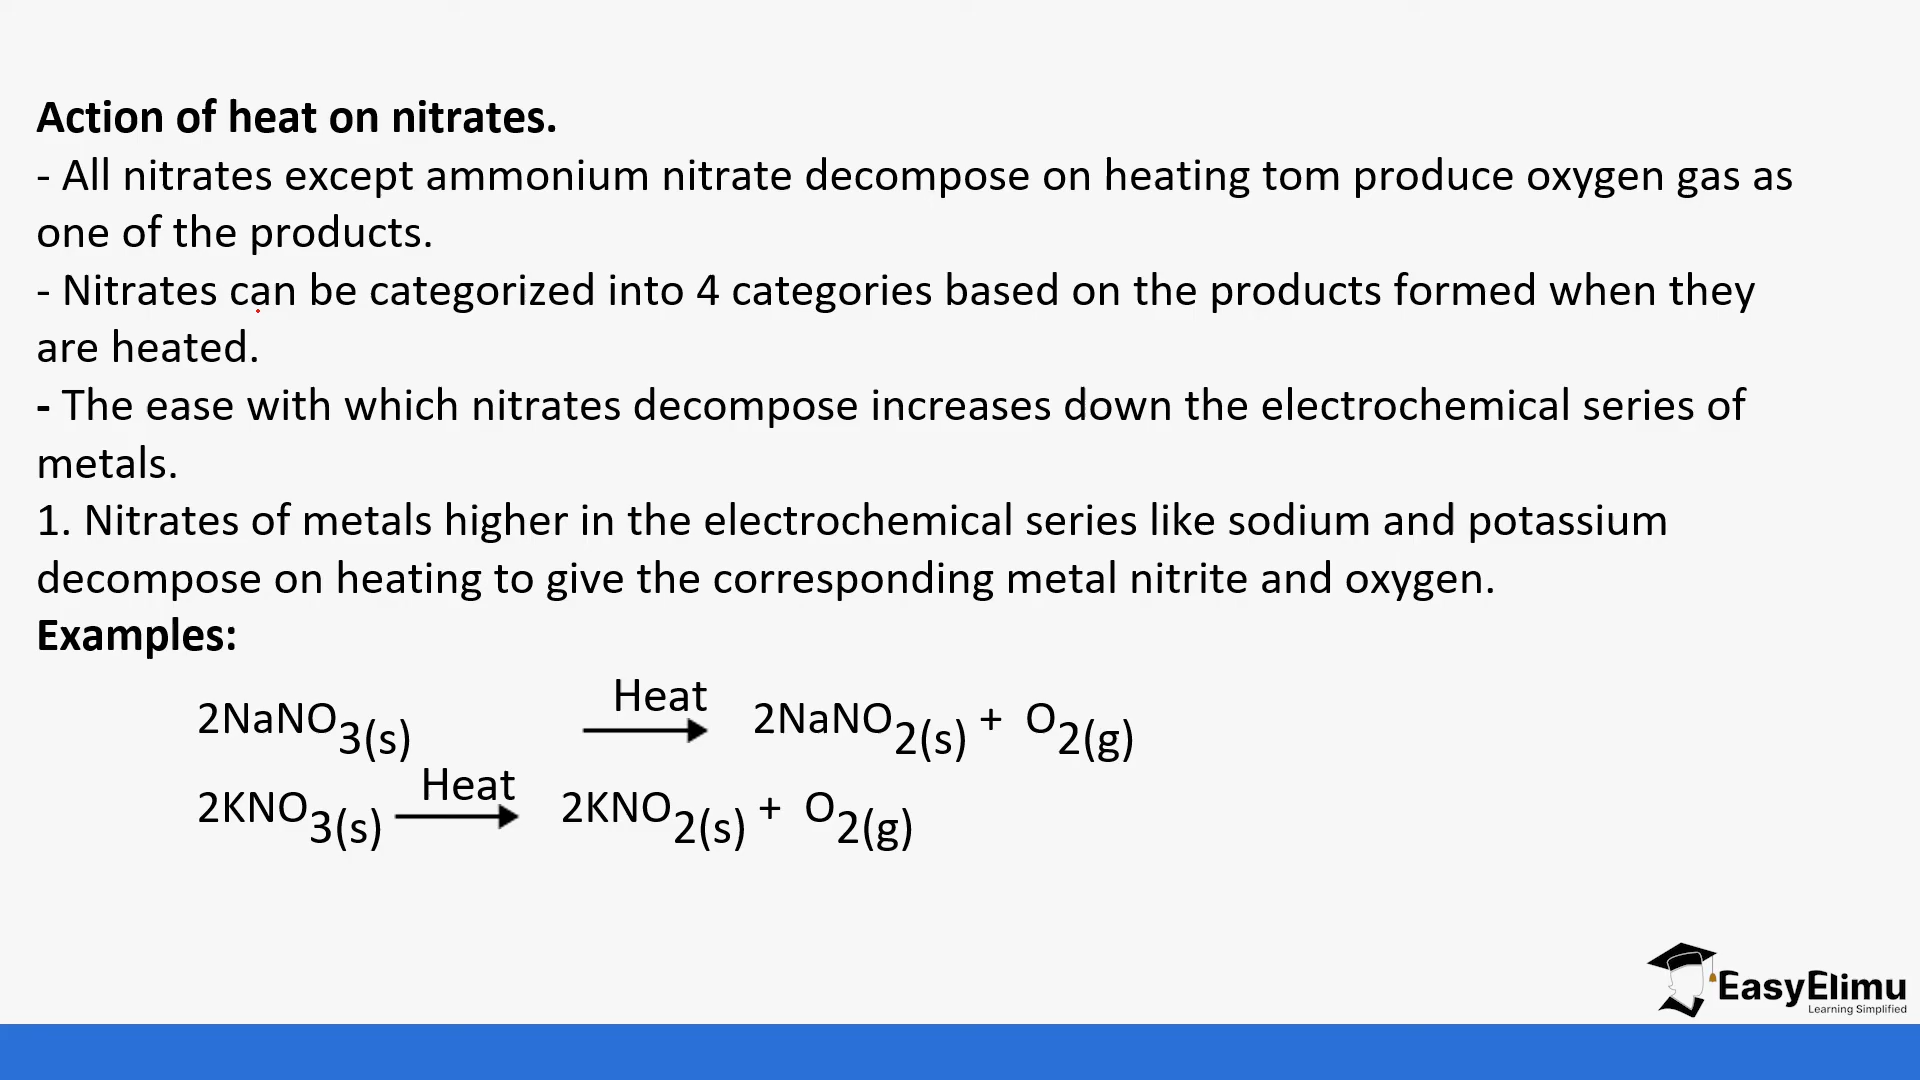 Action of heat on nitrates.
- All nitrates except ammonium nitrate decompose on heating tom produce oxygen gas as
one of the products.
- Nitrates can be categorized into 4 categories based on the products formed when they
are heated.
- The ease with which nitrates decompose increases down the electrochemical series of
metals.
1. Nitrates of metals higher in the electrochemical series like sodium and potassium
decompose on heating to give the corresponding metal nitrite and oxygen.
Examples:
Heat
2NaNO3(s) → 2NaNO2(s) + O2(g)
Heat
2KNO3(s) → 2KNO2(s) + O2(g)
EasyElimu
Learning Simplified